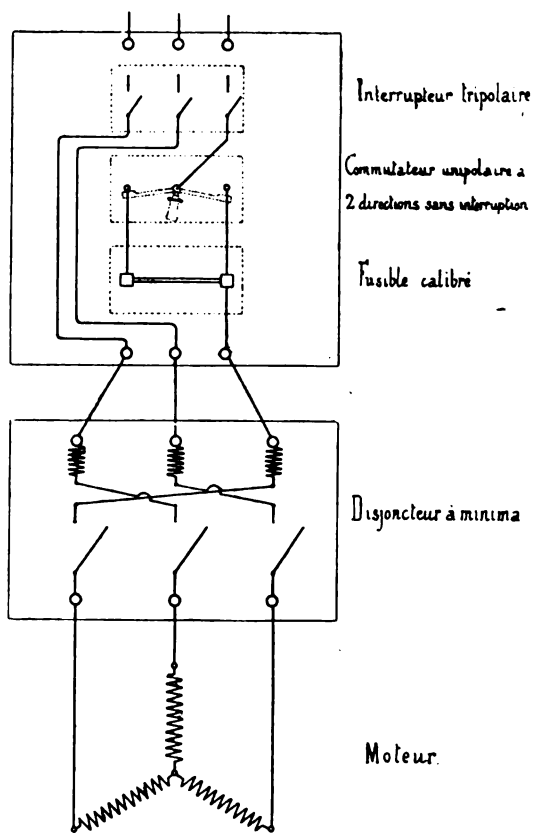 Interrupteur tripolaire
Commutateur unipolaire a
2 directions sans interruption
Fusible calibré
Disjoncteur à minima
Moteur.